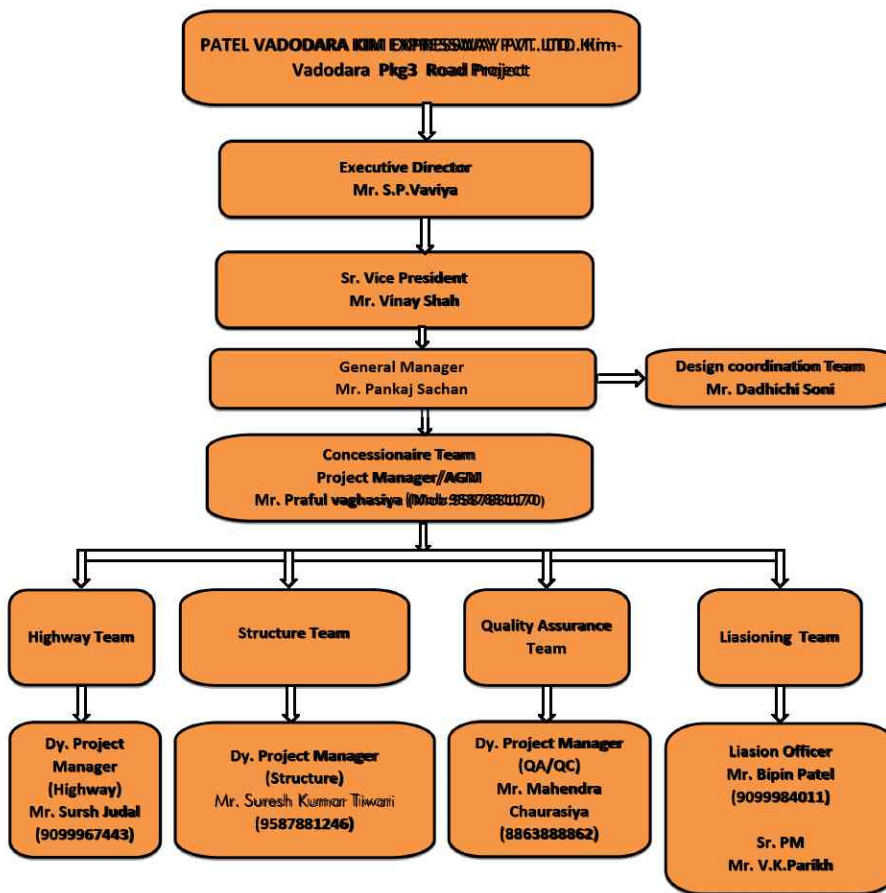 PATEL VADODARA KIM EXPRESSWAY PVT. LTD. Kim-
Vadodara Pkg3 Road Project
Executive Director
Mr. S.P.Vaviya
Sr. Vice President
Mr. Vinay Shah
General Manager
Mr. Pankaj Sachan
Design coordination Team
Mr. Dadhichi Soni
Concessionaire Team
Project Manager/AGM
Mr. Praful vaghasiya (Mob:9587881170)
Highway Team
Structure Team
Quality Assurance
Team
Liasioning Team
Dy. Project
Manager
(Highway)
Mr. Sursh Judal
(9099967443)
Dy. Project Manager
(Structure)
Mr. Suresh Kumar Tiwari
(9587881246)
Dy. Project Manager
(QA/QC)
Mr. Mahendra
Chaurasiya
(8863888862)
Liasion Officer
Mr. Bipin Patel
(9099984011)
Sr. PM
Mr. V.K.Parikh